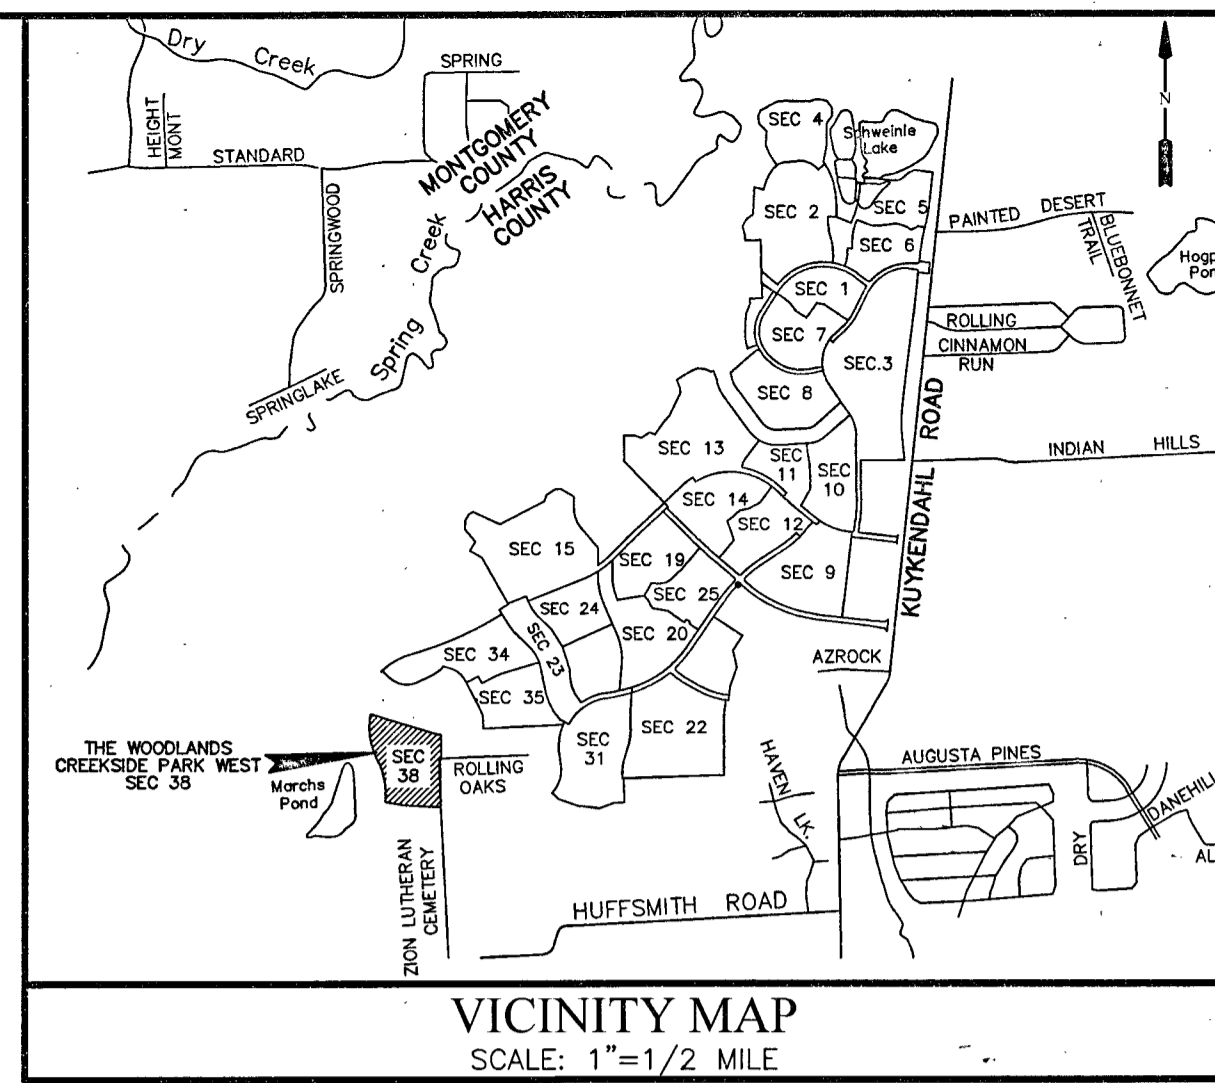 Dry Creek
SPRING
HEIGHT
MONT
STANDARD
MONTGOMERY
COUNTY
HARRIS
COUNTY
SPRINGWOOD
Spring Creek
SPRINGLAKE
N
SEC 4
Schweinle
Lake
SEC 2
SEC 5
SEC 6
PAINTED DESERT
BLUEBONNET
TRAIL
SEC 1
SEC 7
SEC.3
ROLLING
CINNAMON
RUN
SEC 8
KUYKENDAHL ROAD
INDIAN HILLS
SEC 13
SEC
11
SEC
10
SEC 14
SEC 12
SEC 15
SEC 19
SEC 9
SEC 25
SEC 24
SEC 20
SEC 23
SEC 34
SEC 35
AZROCK
SEC 22
SEC
31
THE WOODLANDS
CREEKSIDE PARK WEST
SEC 38
SEC
38
ROLLING
OAKS
Marchs
Pond
HAVEN LK.
AUGUSTA PINES
DRY
ZION LUTHERAN
CEMETERY
HUFFSMITH ROAD
VICINITY MAP
SCALE: 1"=1/2 MILE